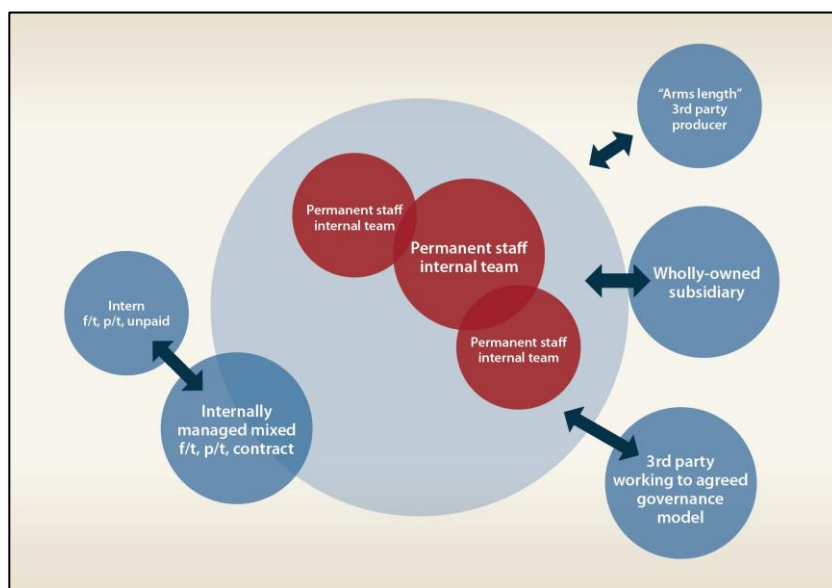 "Arms length"
3rd party
producer
Permanent staff
internal team
Permanent staff
internal team
Wholly-owned
subsidiary
Intern
f/t, p/t, unpaid
Permanent staff
internal team
Internally
managed mixed
f/t, p/t, contract
3rd party
working to agreed
governance
model